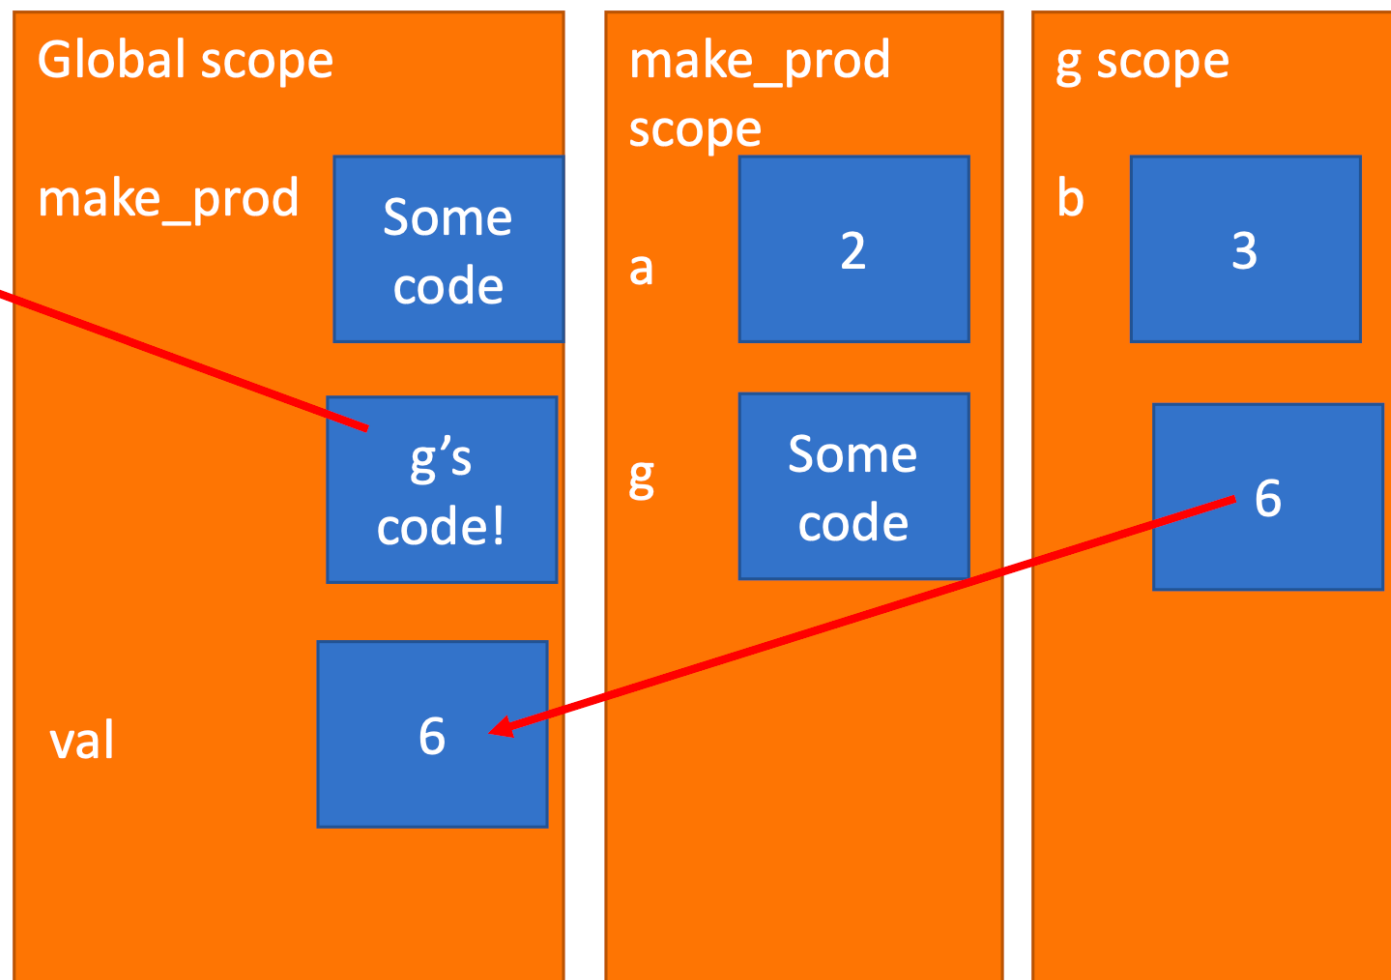 Global scope
make_prod
Some
code
g’s
code!
val
6
make_prod
scope
a
2
g
Some
code
g scope
b
3
6